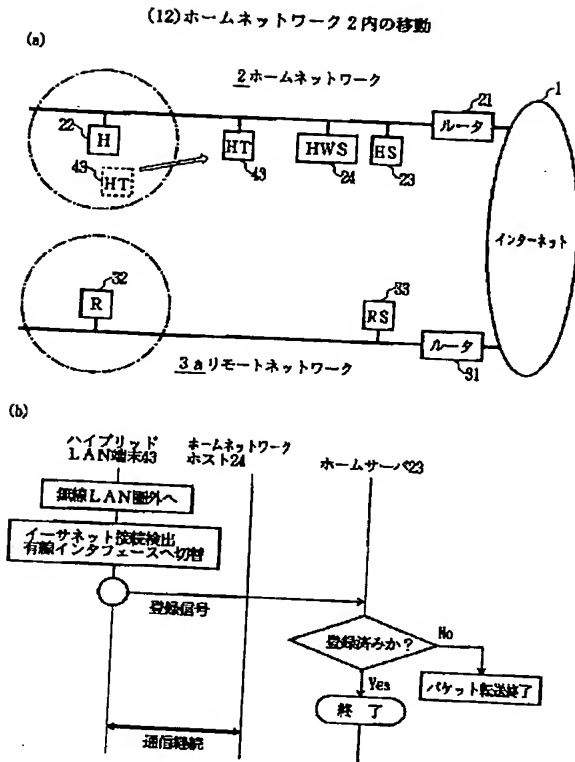 (12)ホームネットワーク2内の移動
(a)
2ホームネットワーク
1
21
ルータ
22
H
43
HT
HT
43
HWS
24
HS
23
インターネット
32
R
33
RS
ルータ
31
3aリモートネットワーク
(b)
ハイブリッド
LAN端末43
ホームネットワーク
ホスト24
ホームサーバ23
無線LAN圏外へ
イーサネット接続検出
有線インタフェースへ切替
登録信号
登録済みか?
No
Yes
パケット転送終了
終了
通信継続